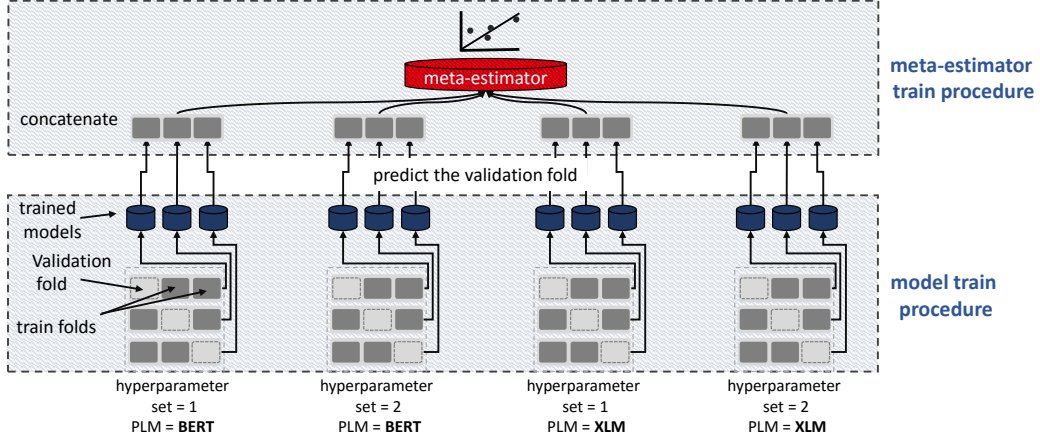 meta-estimator
meta-estimator
train procedure
concatenate
predict the validation fold
trained
models
Validation
fold
train folds
model train
procedure
hyperparameter
set = 1
PLM = BERT
hyperparameter
set = 2
PLM = BERT
hyperparameter
set = 1
PLM = XLM
hyperparameter
set = 2
PLM = XLM